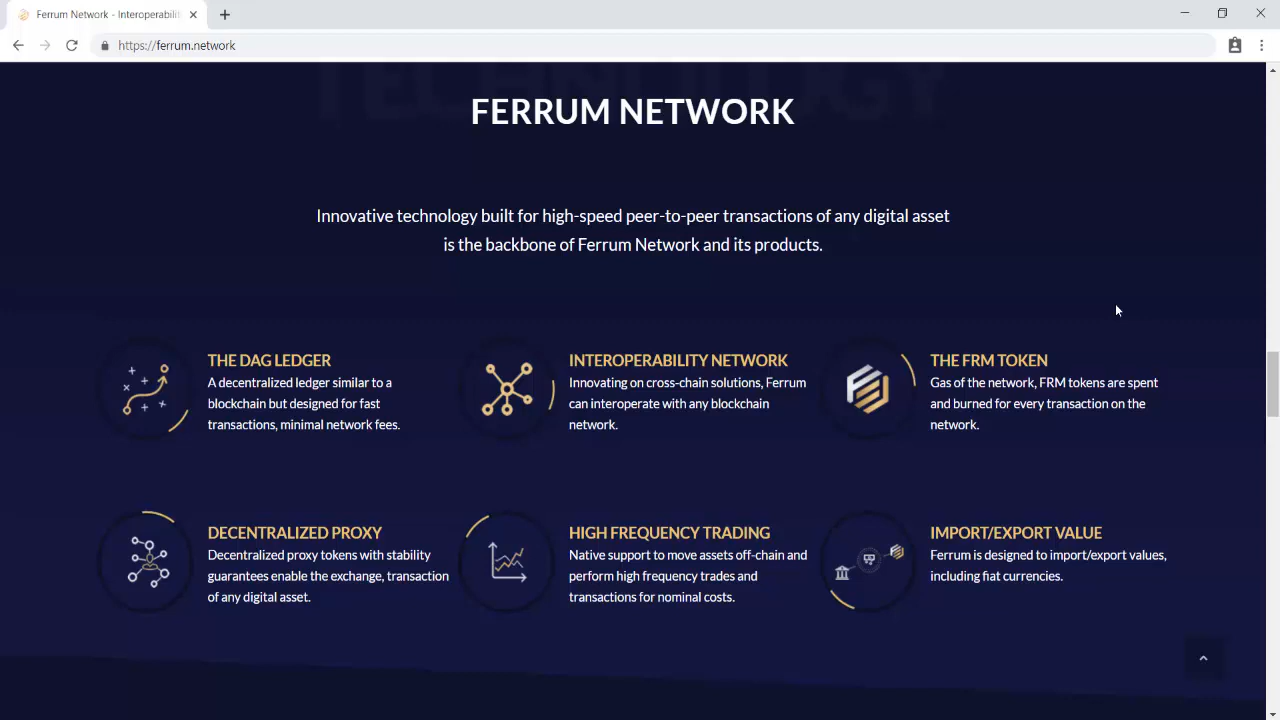 Ferrum Network - Interoperabilit
https://ferrum.network
TECHNOLOGY
FERRUM NETWORK
Innovative technology built for high-speed peer-to-peer transactions of any digital asset
is the backbone of Ferrum Network and its products.
THE DAG LEDGER
A decentralized ledger similar to a
blockchain but designed for fast
transactions, minimal network fees.
INTEROPERABILITY NETWORK
Innovating on cross-chain solutions, Ferrum
can interoperate with any blockchain
network.
THE FRM TOKEN
Gas of the network, FRM tokens are spent
and burned for every transaction on the
network.
DECENTRALIZED PROXY
Decentralized proxy tokens with stability
guarantees enable the exchange, transaction
of any digital asset.
HIGH FREQUENCY TRADING
Native support to move assets off-chain and
perform high frequency trades and
transactions for nominal costs.
IMPORT/EXPORT VALUE
Ferrum is designed to import/export values,
including fiat currencies.